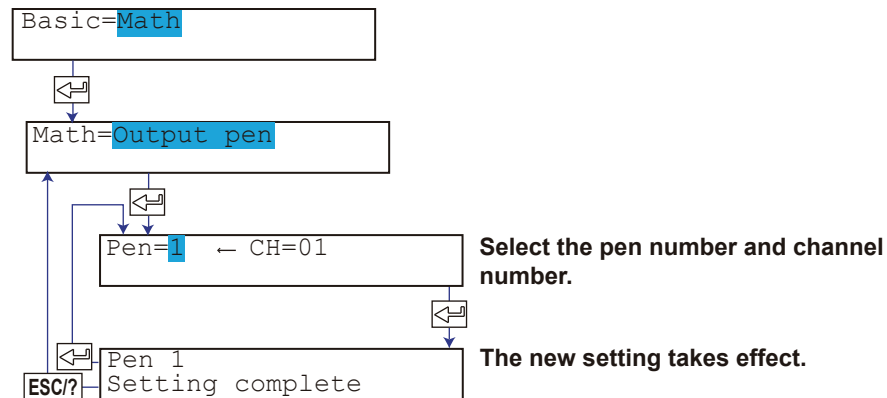 Basic=Math
Math=Output pen
Pen=1 ← CH=01
Select the pen number and channel
number.
Pen 1
Setting complete
The new setting takes effect.
ESC/?